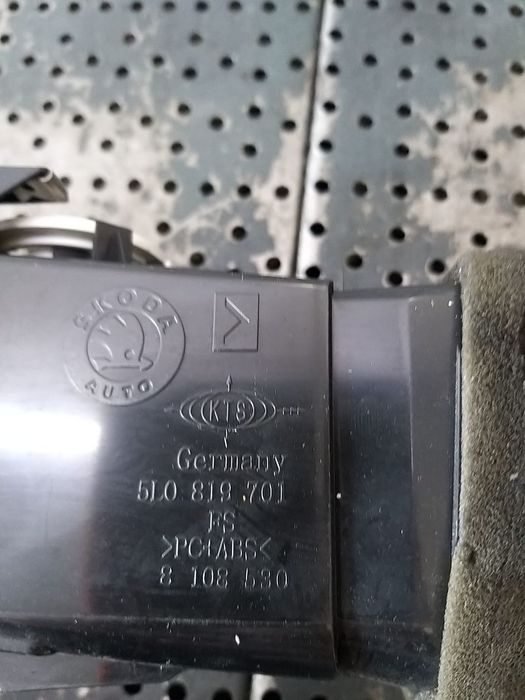 ŠKODA
AUTO
KTS
Germany
5L0 819 701
FS
>PC+ABS<
8 108 530